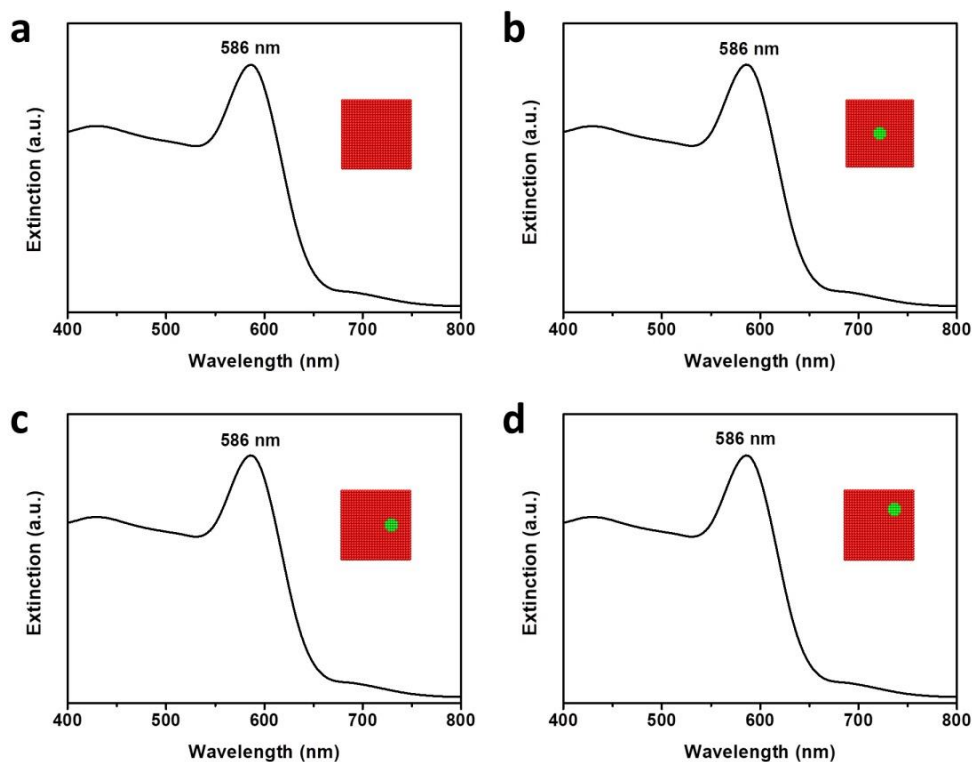 a
586 nm
Extinction (a.u.)
400 500 600 700 800
Wavelength (nm)
b
586 nm
Extinction (a.u.)
400 500 600 700 800
Wavelength (nm)
c
586 nm
Extinction (a.u.)
400 500 600 700 800
Wavelength (nm)
d
586 nm
Extinction (a.u.)
400 500 600 700 800
Wavelength (nm)